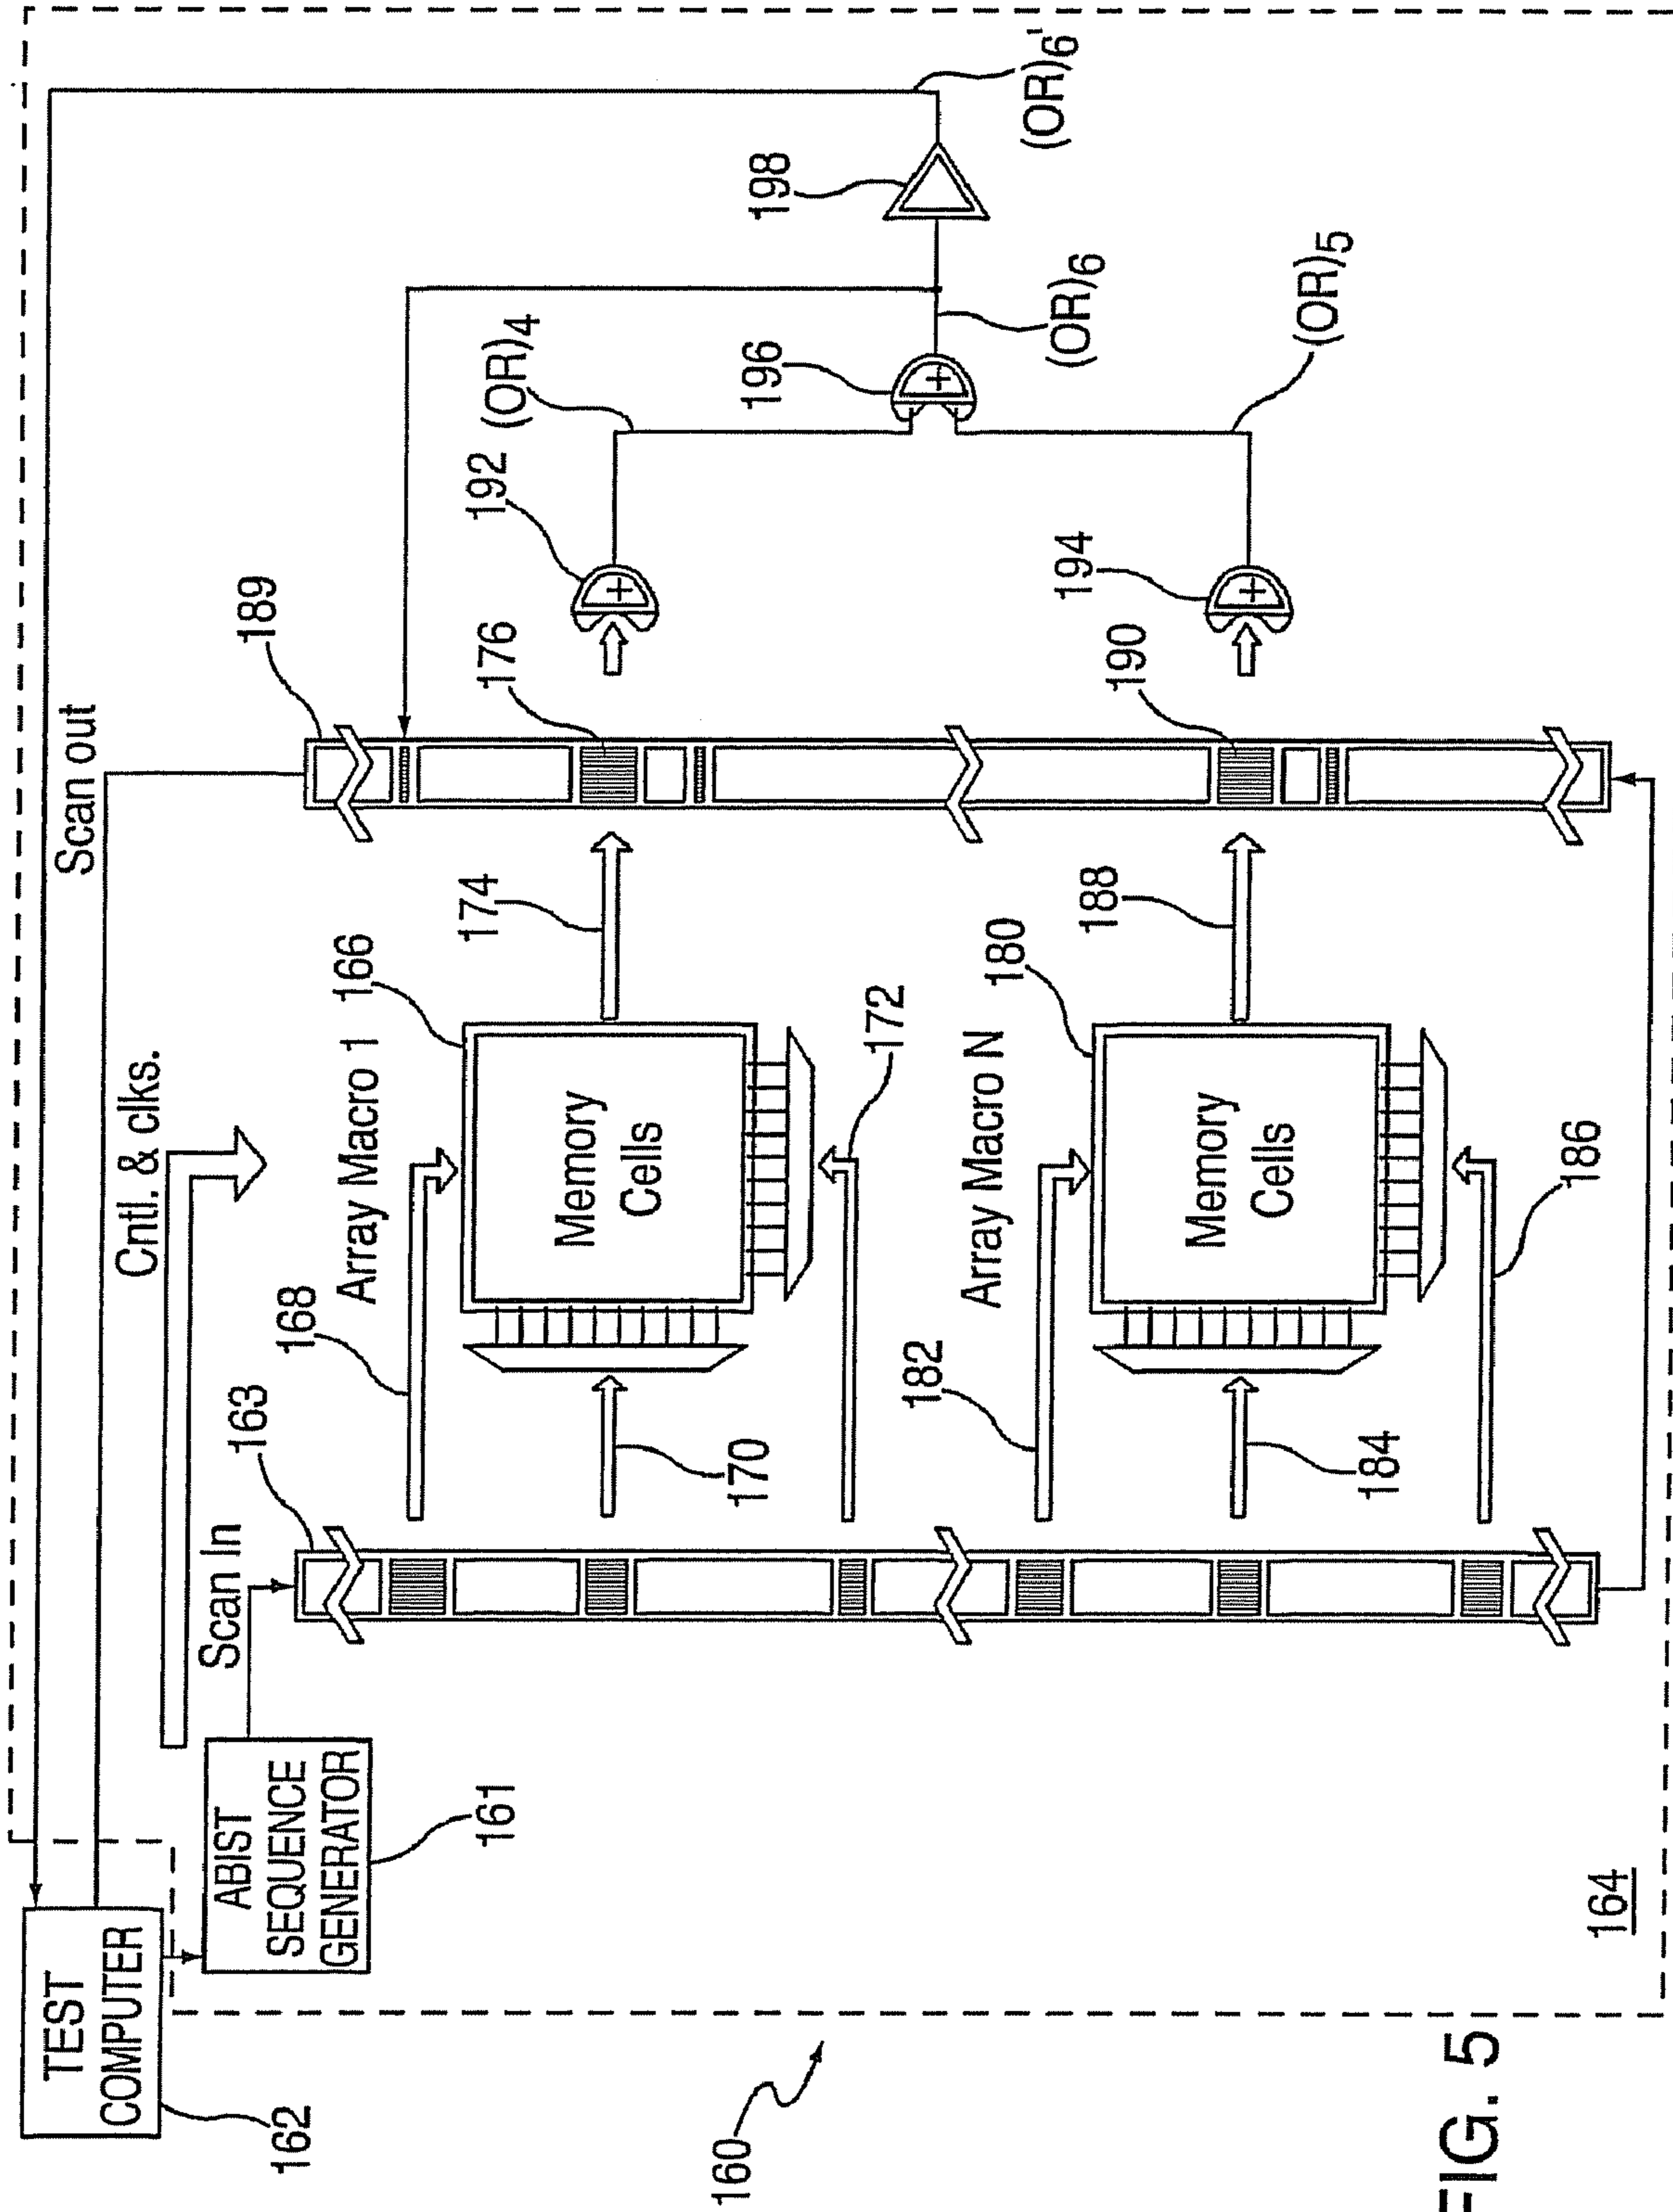 TEST
COMPUTER
162
ABIST
SEQUENCE
GENERATOR
161
Scan In
Cntl. & clks.
Scan out
163
168
170
Array Macro 1
166
Memory
Cells
172
174
176
189
192
(OR)4
182
184
Array Macro N
180
Memory
Cells
186
188
190
194
196
(OR)5
(OR)6
198
(OR)6'
160
164
FIG. 5